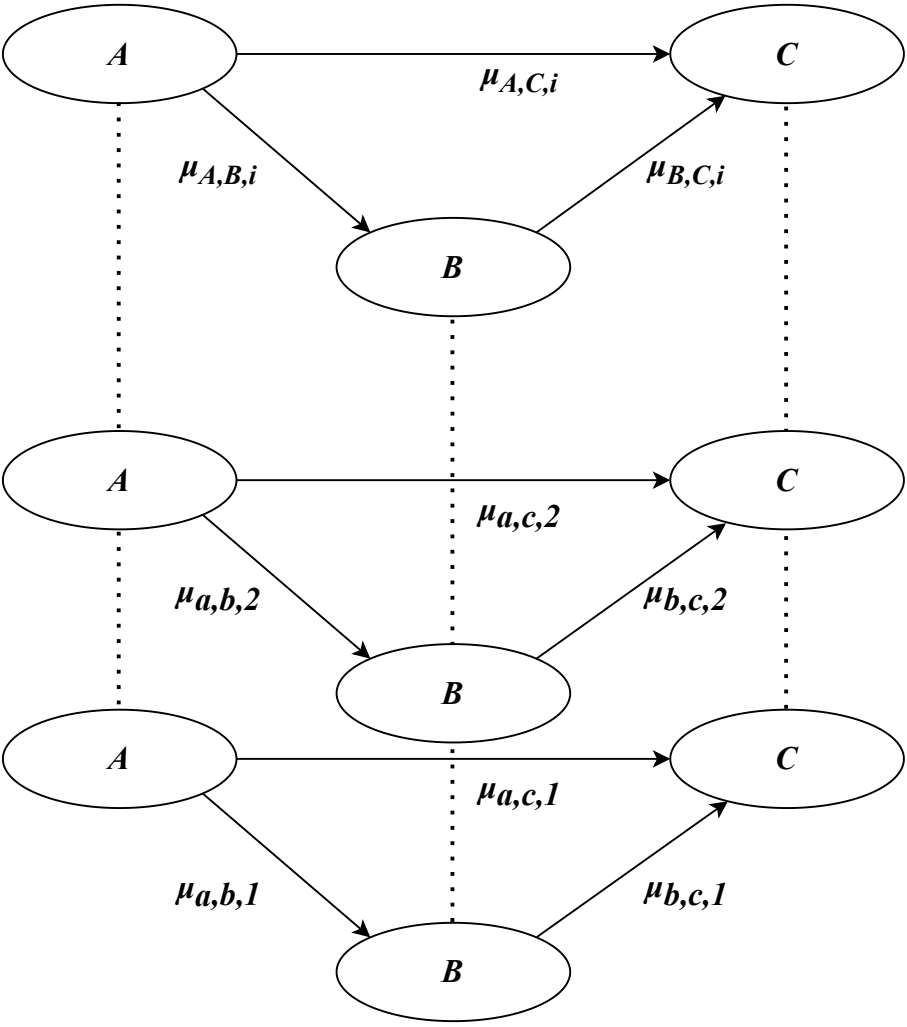 A
C
μA,C,i
μA,B,i
μB,C,i
B
A
C
μa,c,2
μa,b,2
μb,c,2
B
A
C
μa,c,1
μa,b,1
μb,c,1
B